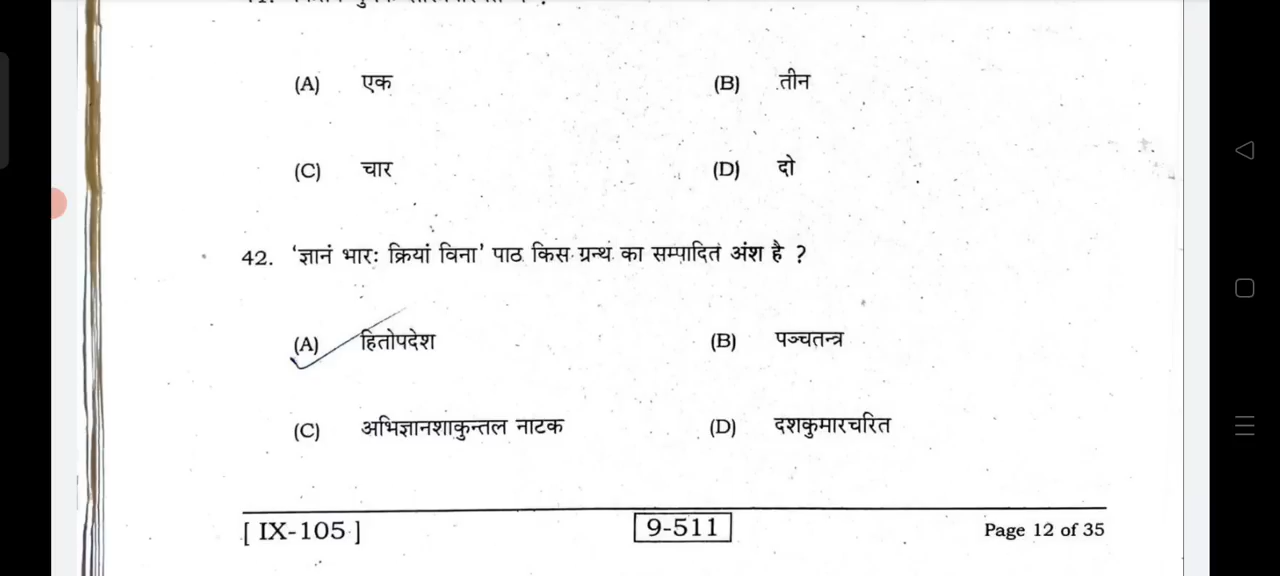 (A) एक (B) तीन
(C) चार (D) दो
42. 'ज्ञानं भारः क्रियां विना' पाठ किस ग्रन्थ का सम्पादित अंश है ?
(A) हितोपदेश (B) पञ्चतन्त्र
(C) अभिज्ञानशाकुन्तल नाटक (D) दशकुमारचरित
[ IX-105 ] 9-511 Page 12 of 35